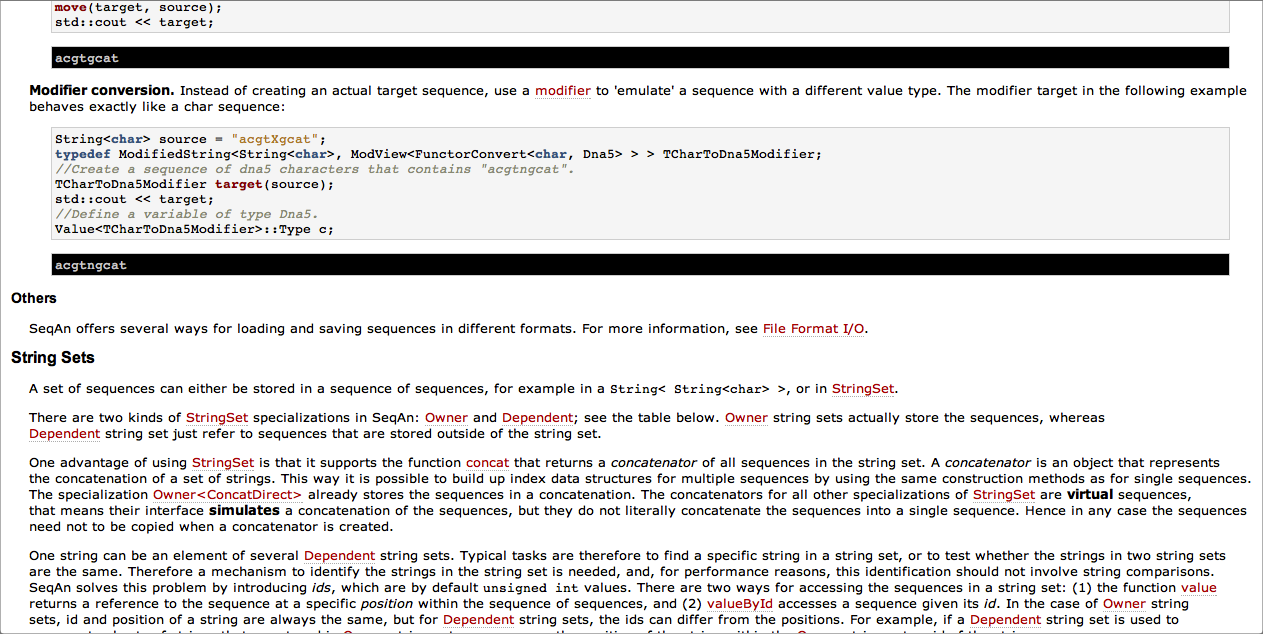 move(target, source);
std::cout << target;
acgtgcat
Modifier conversion. Instead of creating an actual target sequence, use a modifier to 'emulate' a sequence with a different value type. The modifier target in the following example
behaves exactly like a char sequence:
String<char> source = "acgtXgcat";
typedef ModifiedString<String<char>, ModView<FunctorConvert<char, Dna5> > > TCharToDna5Modifier;
//Create a sequence of dna5 characters that contains "acgtngcat".
TCharToDna5Modifier target(source);
std::cout << target;
//Define a variable of type Dna5.
Value<TCharToDna5Modifier>::Type c;
acgtngcat
Others
SeqAn offers several ways for loading and saving sequences in different formats. For more information, see File Format I/O.
String Sets
A set of sequences can either be stored in a sequence of sequences, for example in a String< String<char> >, or in StringSet.
There are two kinds of StringSet specializations in SeqAn: Owner and Dependent; see the table below. Owner string sets actually store the sequences, whereas
Dependent string set just refer to sequences that are stored outside of the string set.
One advantage of using StringSet is that it supports the function concat that returns a concatenator of all sequences in the string set. A concatenator is an object that represents
the concatenation of a set of strings. This way it is possible to build up index data structures for multiple sequences by using the same construction methods as for single sequences.
The specialization Owner<ConcatDirect> already stores the sequences in a concatenation. The concatenators for all other specializations of StringSet are virtual sequences,
that means their interface simulates a concatenation of the sequences, but they do not literally concatenate the sequences into a single sequence. Hence in any case the sequences
need not to be copied when a concatenator is created.
One string can be an element of several Dependent string sets. Typical tasks are therefore to find a specific string in a string set, or to test whether the strings in two string sets
are the same. Therefore a mechanism to identify the strings in the string set is needed, and, for performance reasons, this identification should not involve string comparisons.
SeqAn solves this problem by introducing ids, which are by default unsigned int values. There are two ways for accessing the sequences in a string set: (1) the function value
returns a reference to the sequence at a specific position within the sequence of sequences, and (2) valueById accesses a sequence given its id. In the case of Owner string
sets, id and position of a string are always the same, but for Dependent string sets, the ids can differ from the positions. For example, if a Dependent string set is used to